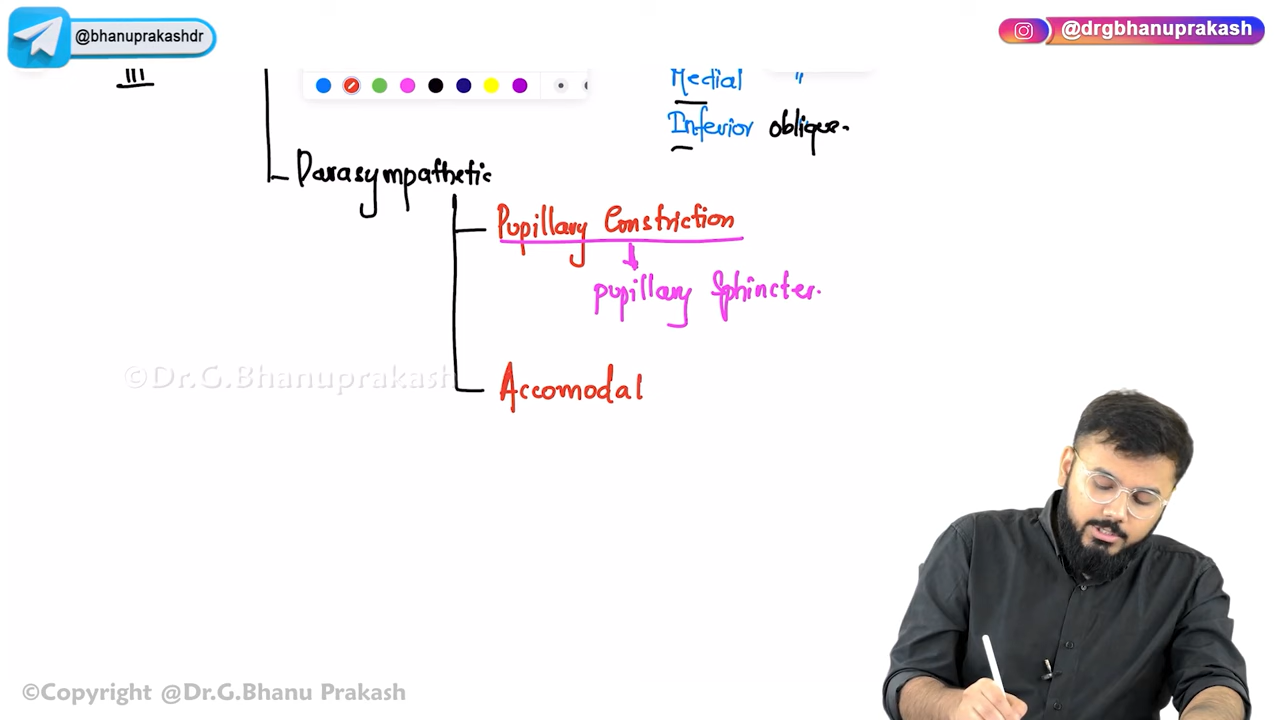 @bhanuprakashdr
@drgbhanuprakash
III
Medial "
Inferior oblique.
Parasympathetic
Pupillary Constriction
pupillary Sphincter.
©Dr.G.Bhanuprakash
Accomodal
©Copyright @Dr.G.Bhanu Prakash